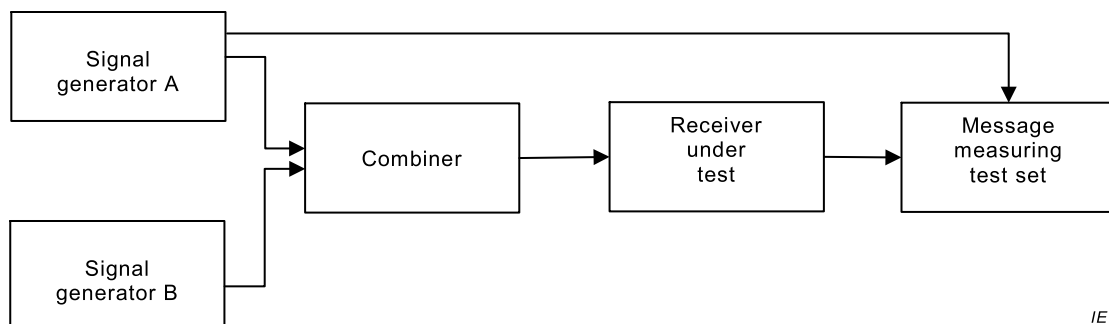 Signal
generator A
Combiner
Receiver
under
test
Message
measuring
test set
Signal
generator B
IE